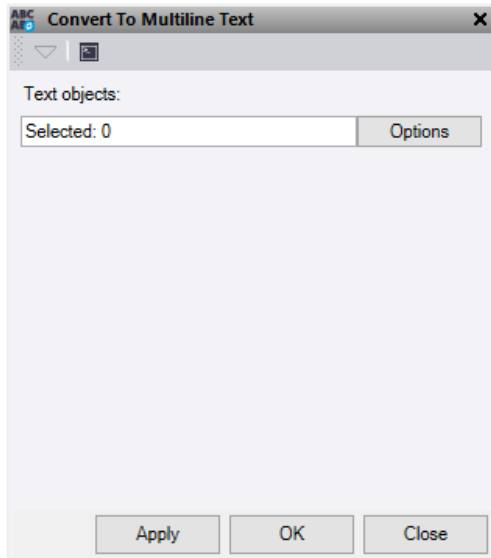 Convert To Multiline Text
Text objects:
Selected: 0 Options
Apply OK Close